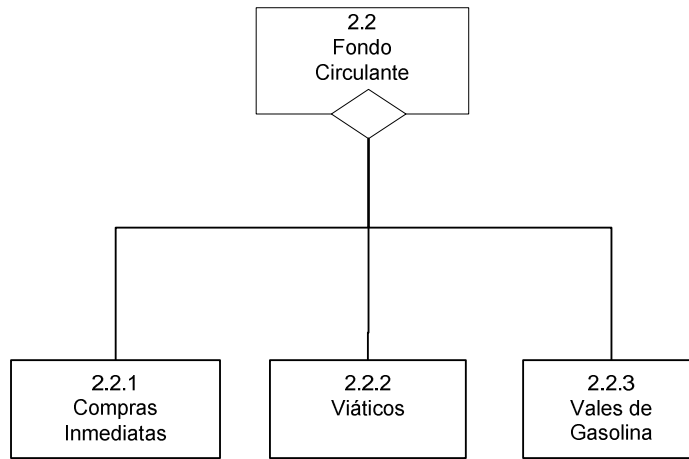 2.2
Fondo
Circulante
2.2.1
Compras
Inmediatas
2.2.2
Viáticos
2.2.3
Vales de
Gasolina